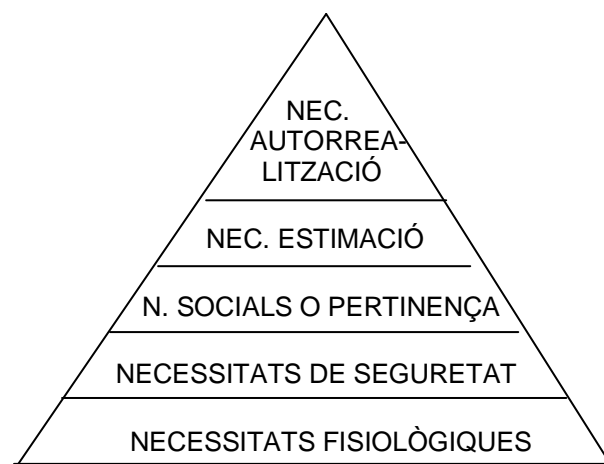 NEC.
AUTORREA-
LITZACIÓ
NEC. ESTIMACIÓ
N. SOCIALS O PERTINENÇA
NECESSITATS DE SEGURETAT
NECESSITATS FISIOLÒGIQUES